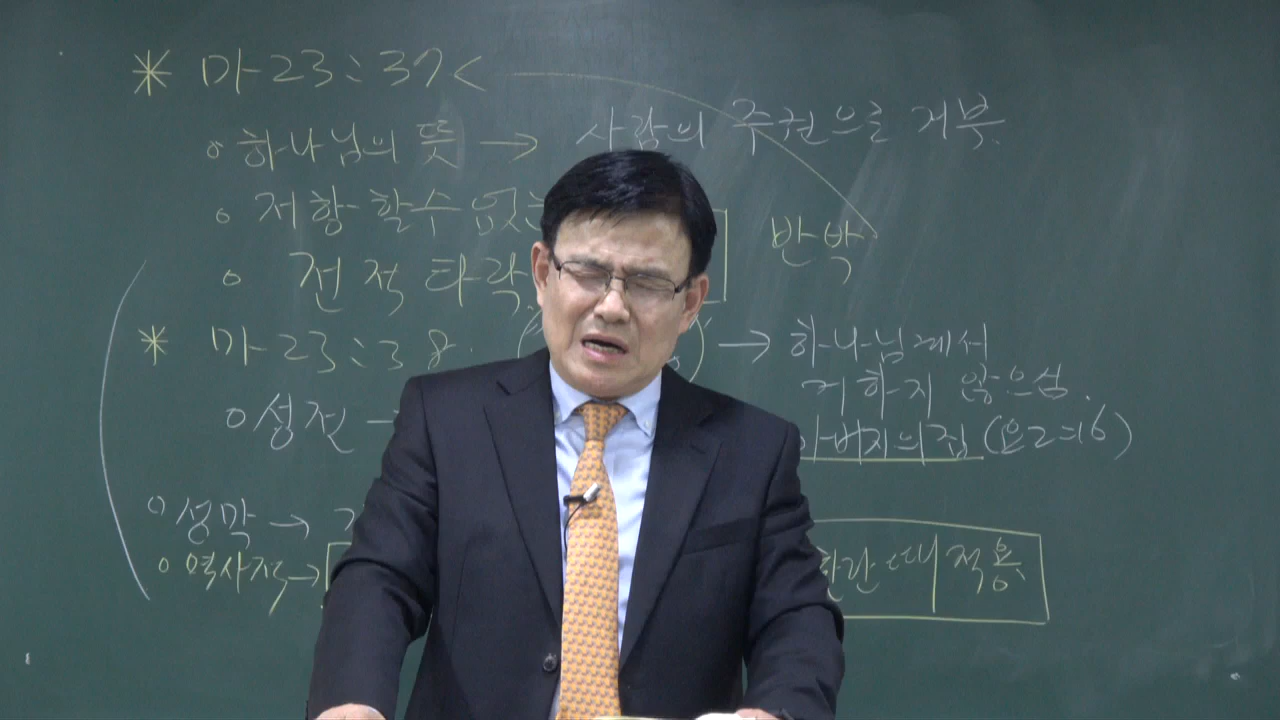 * 마 23:37 <
○ 하나님의 뜻 → 사람의 주권으로 거부.
○ 저항할수 없는
반박
○ 전적 타락.
* 마 23:38. ( ) → 하나님께서
거하지 않으심.
○ 성전 → 아버지의 집 (요 2:16)
○ 성막 →
○ 역사적 → 때 적용